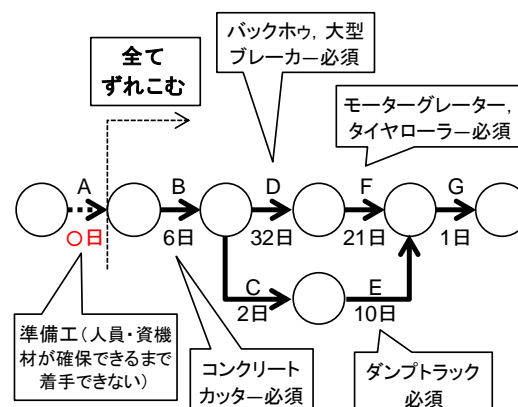 バックホゥ, 大型
ブレーカー必須
全て
ずれこむ
モーターグレーター,
タイヤローラー必須
A
B
D
F
G
〇日
6日
32日
21日
1日
C
E
2日
10日
準備工(人員・資機
材が確保できるまで
着手できない)
コンクリート
カッター必須
ダンプトラック
必須